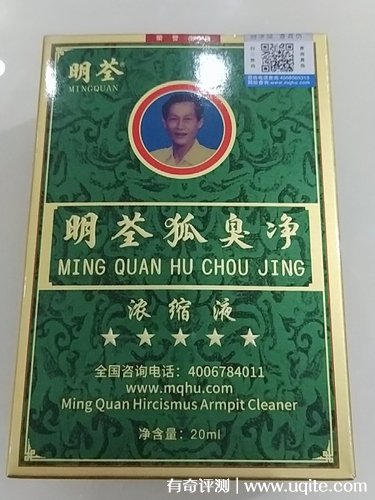 明荃
MINGQUAN
明荃狐臭净
MING QUAN HU CHOU JING
浓缩液
★★★★★
全国咨询电话：4006784011
www.mqhu.com
Ming Quan Hircismus Armpit Cleaner
净含量：20ml
有奇评测 | www.uqite.com